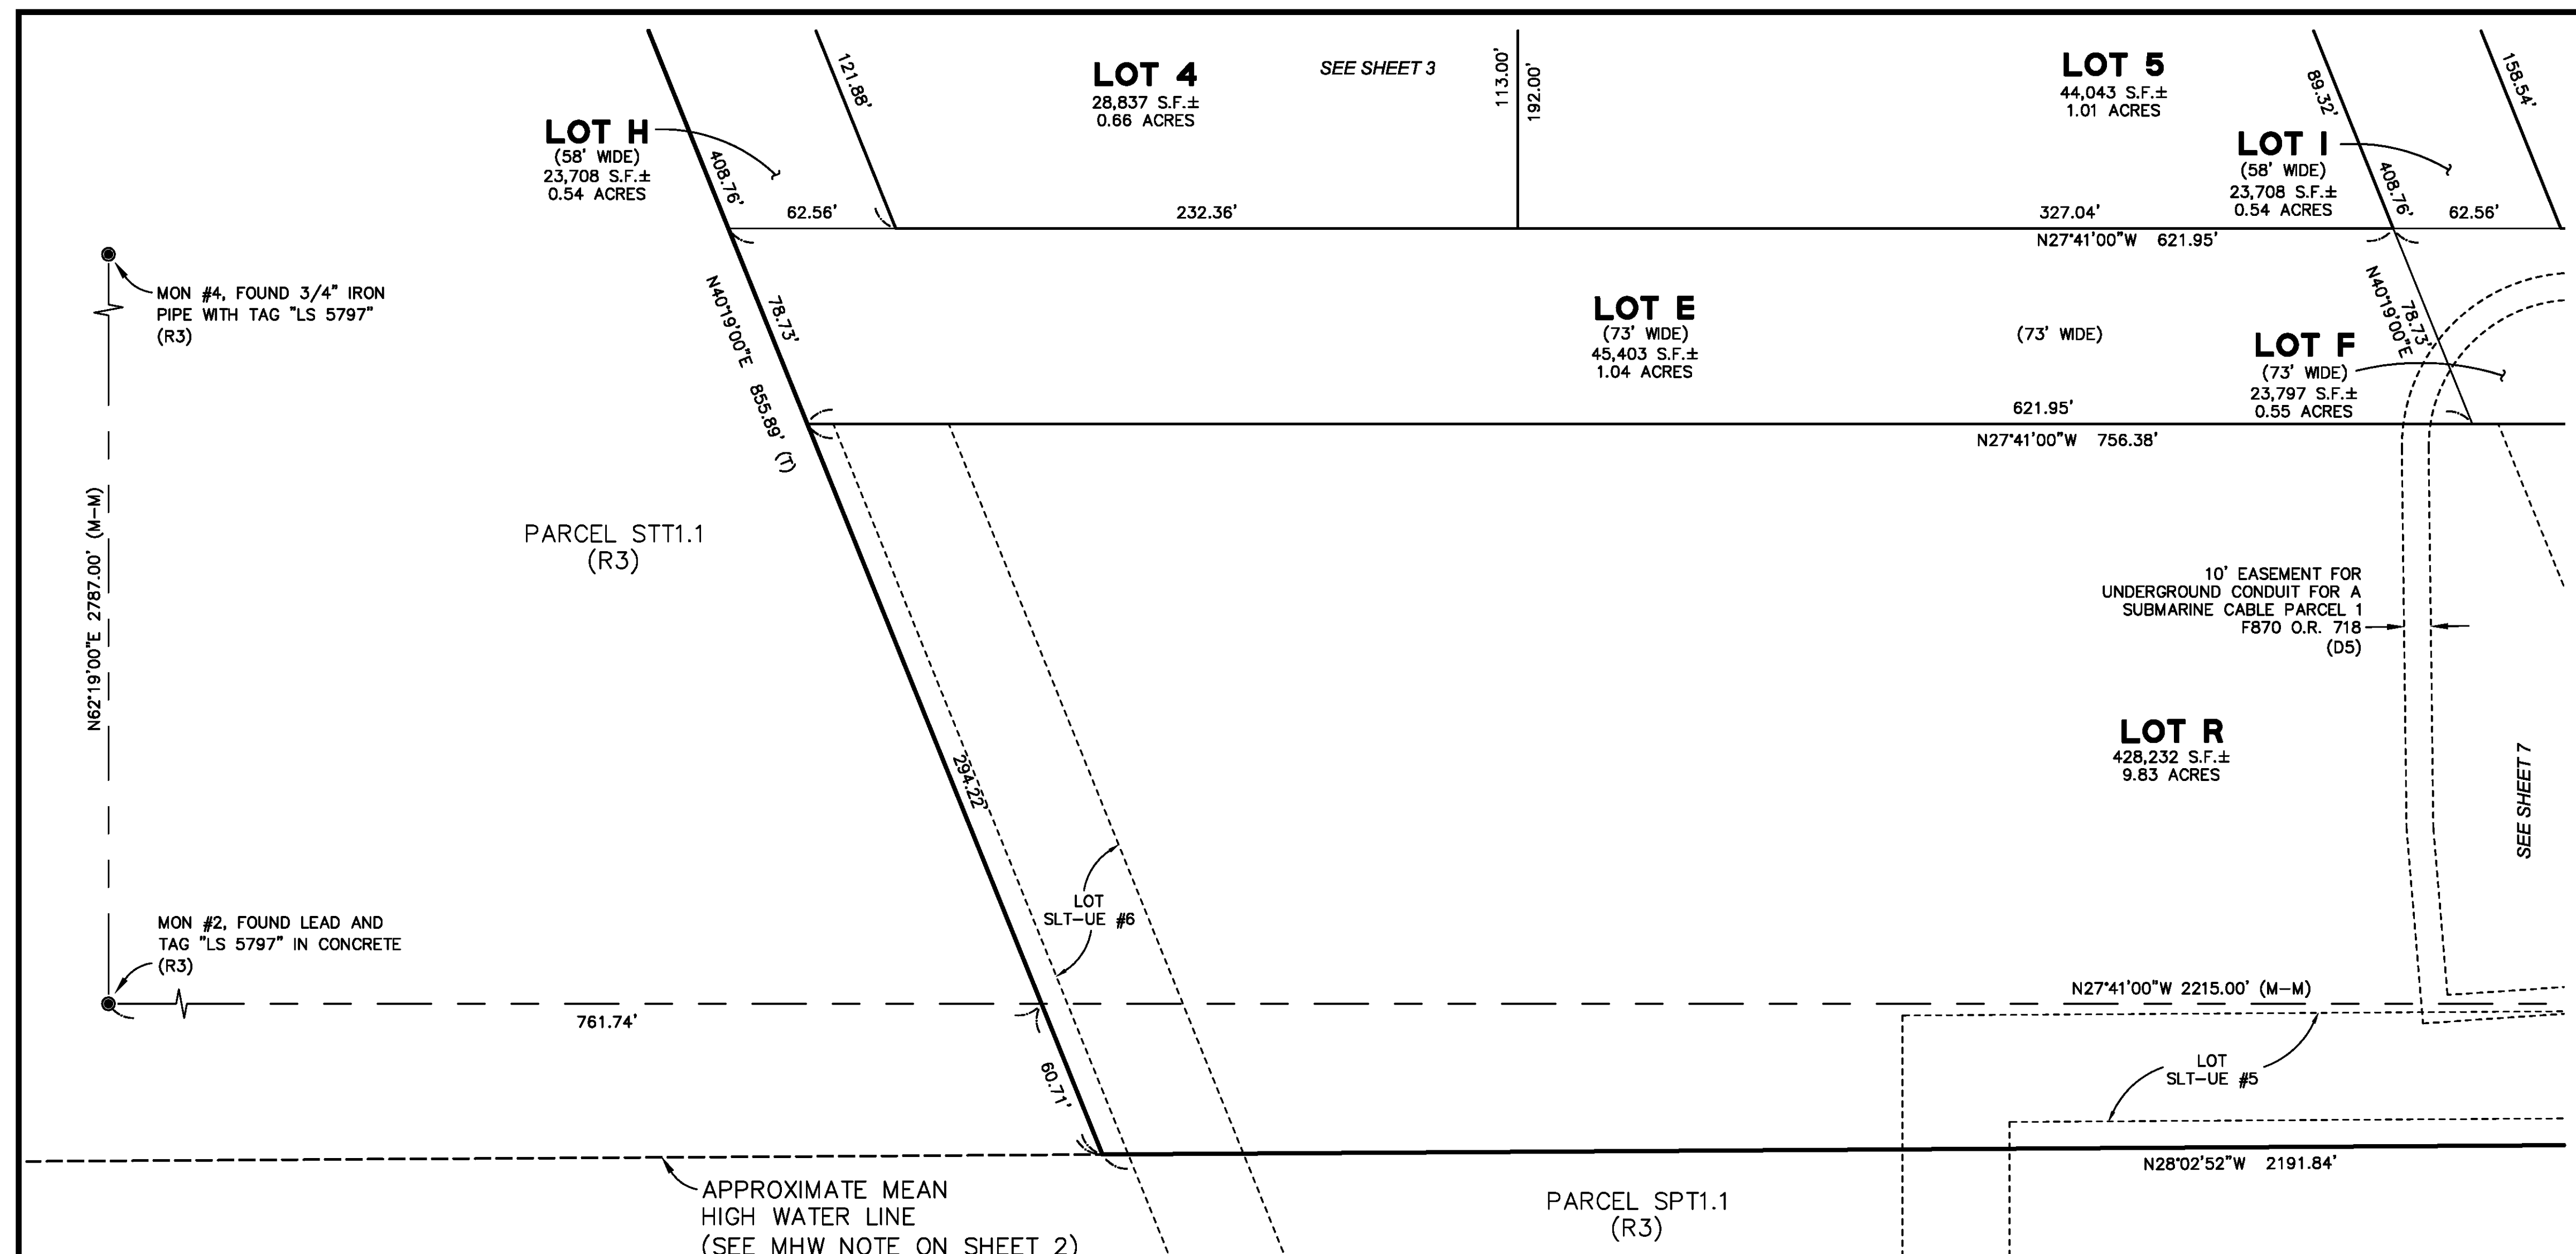 121.88'
LOT 4
28,837 S.F.±
0.66 ACRES
SEE SHEET 3
113.00'
192.00'
LOT 5
44,043 S.F.±
1.01 ACRES
89.32'
158.54'
LOT H
(58' WIDE)
23,708 S.F.±
0.54 ACRES
408.76'
62.56'
232.36'
327.04'
LOT I
(58' WIDE)
23,708 S.F.±
0.54 ACRES
408.76'
62.56'
N27°41'00"W 621.95'
MON #4, FOUND 3/4" IRON
PIPE WITH TAG "LS 5797"
(R3)
78.73'
N40°19'00"E 855.89' (T)
LOT E
(73' WIDE)
45,403 S.F.±
1.04 ACRES
(73' WIDE)
78.73'
N40°19'00"E
LOT F
(73' WIDE)
23,797 S.F.±
0.55 ACRES
621.95'
N27°41'00"W 756.38'
N62°19'00"E 2787.00' (M-M)
PARCEL STT1.1
(R3)
10' EASEMENT FOR
UNDERGROUND CONDUIT FOR A
SUBMARINE CABLE PARCEL 1
F870 O.R. 718
(D5)
294.22'
LOT R
428,232 S.F.±
9.83 ACRES
SEE SHEET 7
LOT
SLT-UE #6
MON #2, FOUND LEAD AND
TAG "LS 5797" IN CONCRETE
(R3)
N27°41'00"W 2215.00' (M-M)
761.74'
60.71'
LOT
SLT-UE #5
N28°02'52"W 2191.84'
APPROXIMATE MEAN
HIGH WATER LINE
(SEE MHW NOTE ON SHEET 2)
PARCEL SPT1.1
(R3)